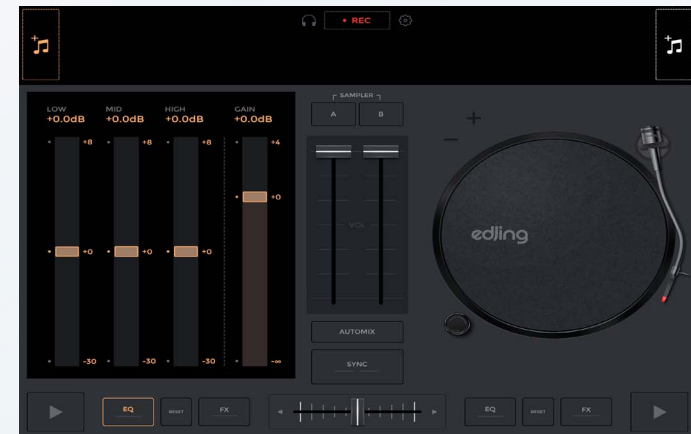 REC
SAMPLER
A B
LOW MID HIGH GAIN
+0.0dB +0.0dB +0.0dB +0.0dB
+8 +8 +8 +4
+0
VOL
edjing
+0 +0 +0
AUTOMIX
-30 -30 -30 -∞
SYNC
EQ RESET FX EQ RESET FX